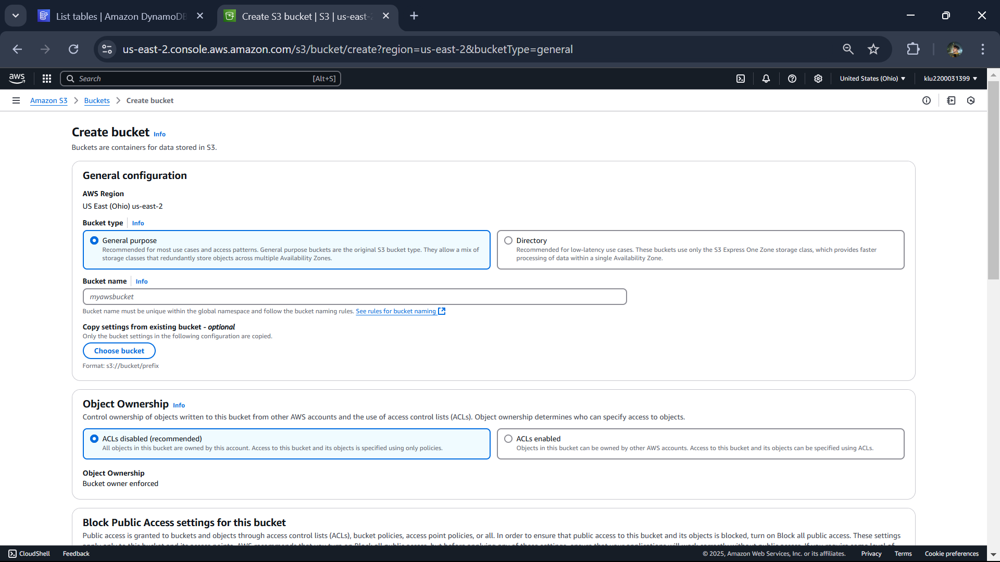 List tables | Amazon DynamoDB
Create S3 bucket | S3 | us-east-2
us-east-2.console.aws.amazon.com/s3/bucket/create?region=us-east-2&bucketType=general
aws
Search
[Alt+S]
United States (Ohio)
klu2200031399
Amazon S3
Buckets
Create bucket
Create bucket Info
Buckets are containers for data stored in S3.
General configuration
AWS Region
US East (Ohio) us-east-2
Bucket type Info
General purpose
Recommended for most use cases and access patterns. General purpose buckets are the original S3 bucket type. They allow a mix of
storage classes that redundantly store objects across multiple Availability Zones.
Directory
Recommended for low-latency use cases. These buckets use only the S3 Express One Zone storage class, which provides faster
processing of data within a single Availability Zone.
Bucket name Info
myawsbucket
Bucket name must be unique within the global namespace and follow the bucket naming rules. See rules for bucket naming
Copy settings from existing bucket - optional
Only the bucket settings in the following configuration are copied.
Choose bucket
Format: s3://bucket/prefix
Object Ownership Info
Control ownership of objects written to this bucket from other AWS accounts and the use of access control lists (ACLs). Object ownership determines who can specify access to objects.
ACLs disabled (recommended)
All objects in this bucket are owned by this account. Access to this bucket and its objects is specified using only policies.
ACLs enabled
Objects in this bucket can be owned by other AWS accounts. Access to this bucket and its objects can be specified using ACLs.
Object Ownership
Bucket owner enforced
Block Public Access settings for this bucket
Public access is granted to buckets and objects through access control lists (ACLs), bucket policies, access point policies, or all. In order to ensure that public access to this bucket and its objects is blocked, turn on Block all public access. These settings
CloudShell
Feedback
© 2025, Amazon Web Services, Inc. or its affiliates.
Privacy
Terms
Cookie preferences